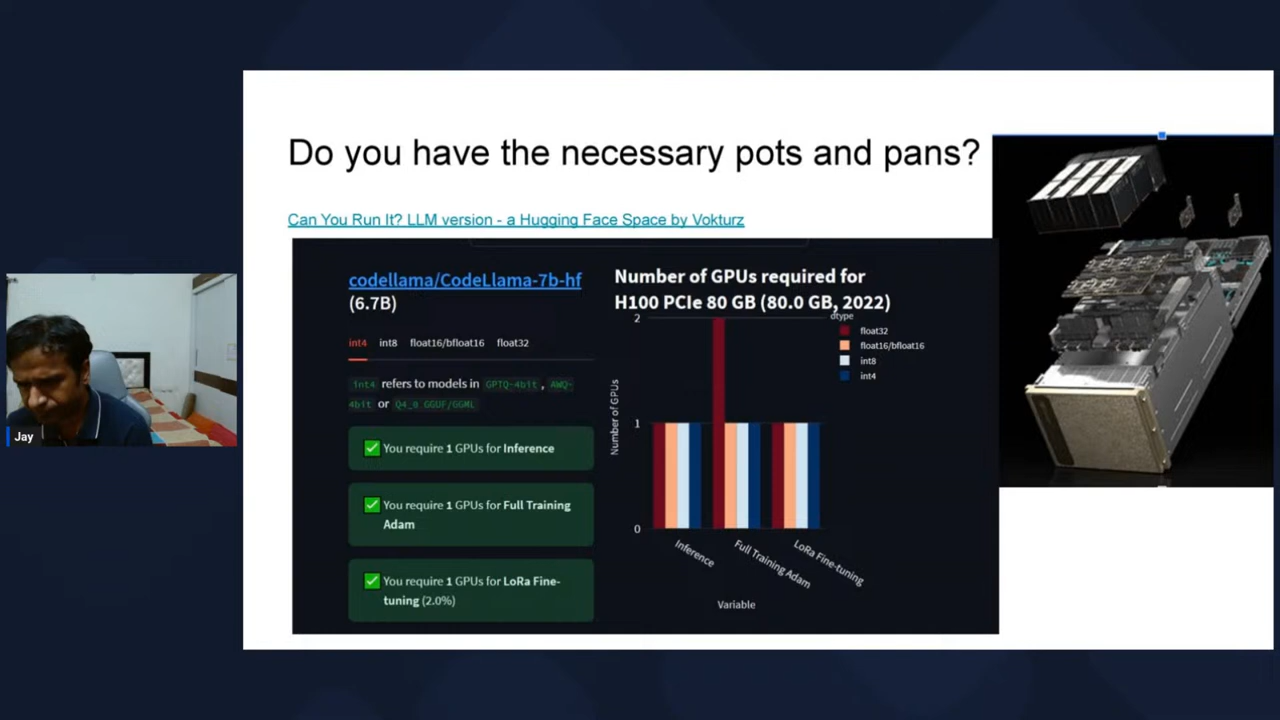 Do you have the necessary pots and pans?
Can You Run It? LLM version - a Hugging Face Space by Vokturz
codellama/CodeLlama-7b-hf
(6.7B)
int4 int8 float16/bfloat16 float32
int4 refers to models in GPTQ-4bit , AWQ-
4bit or Q4_0 GGUF/GGML
You require 1 GPUs for Inference
You require 1 GPUs for Full Training
Adam
You require 1 GPUs for LoRa Fine-
tuning (2.0%)
Number of GPUs required for
H100 PCIe 80 GB (80.0 GB, 2022)
dtype
float32
float16/bfloat16
int8
int4
Number of GPUs
2
1
0
Inference
Full Training Adam
LoRa Fine-tuning
Variable
Jay